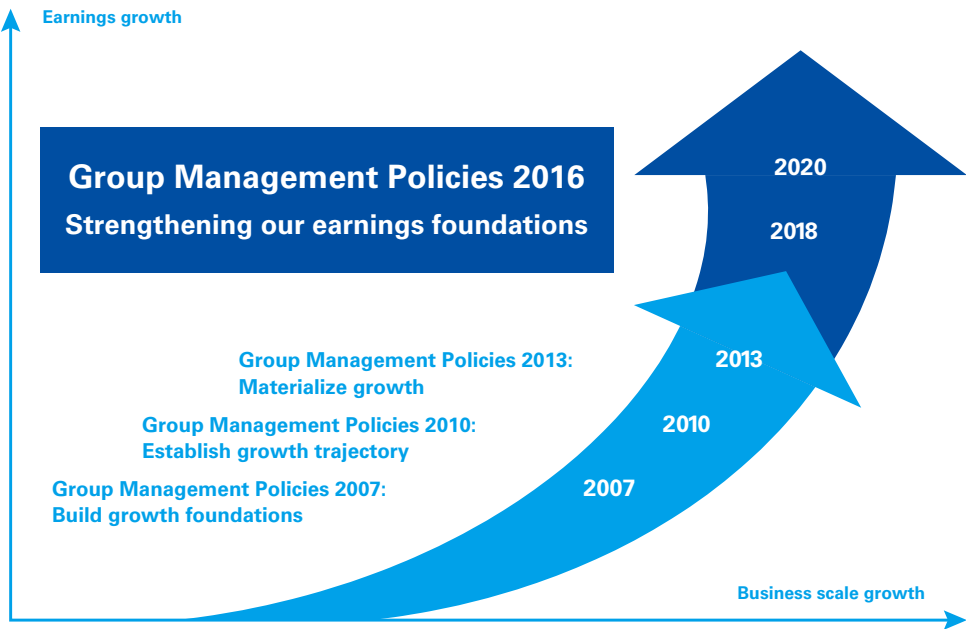 Earnings growth
Group Management Policies 2016
Strengthening our earnings foundations
2020
2018
Group Management Policies 2013:
Materialize growth
2013
Group Management Policies 2010:
Establish growth trajectory
2010
Group Management Policies 2007:
Build growth foundations
2007
Business scale growth